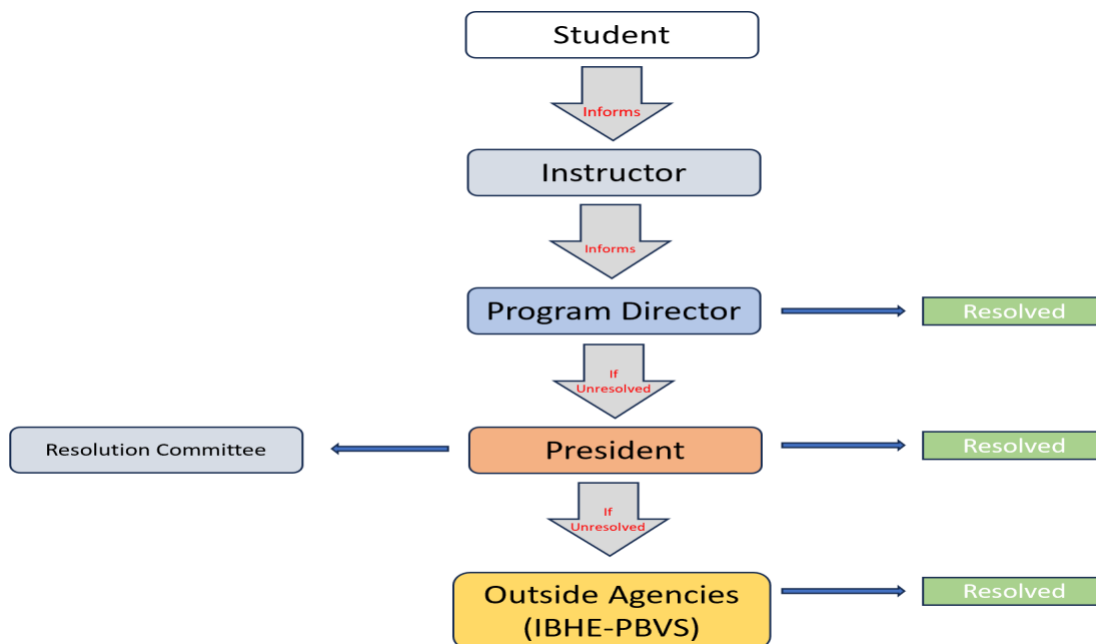 Student
Informs
Instructor
Informs
Program Director
Resolved
If
Unresolved
Resolution Committee
President
Resolved
If
Unresolved
Outside Agencies
(IBHE-PBVS)
Resolved